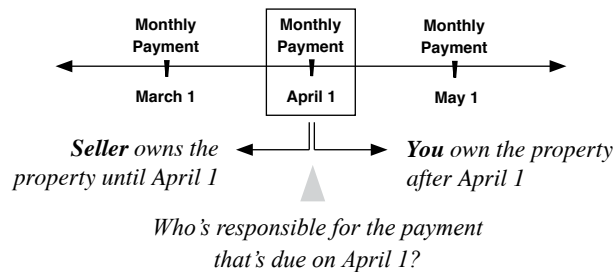 Monthly Payment
Monthly Payment
Monthly Payment
March 1
April 1
May 1
Seller owns the
property until April 1
You own the property
after April 1
Who's responsible for the payment
that's due on April 1?